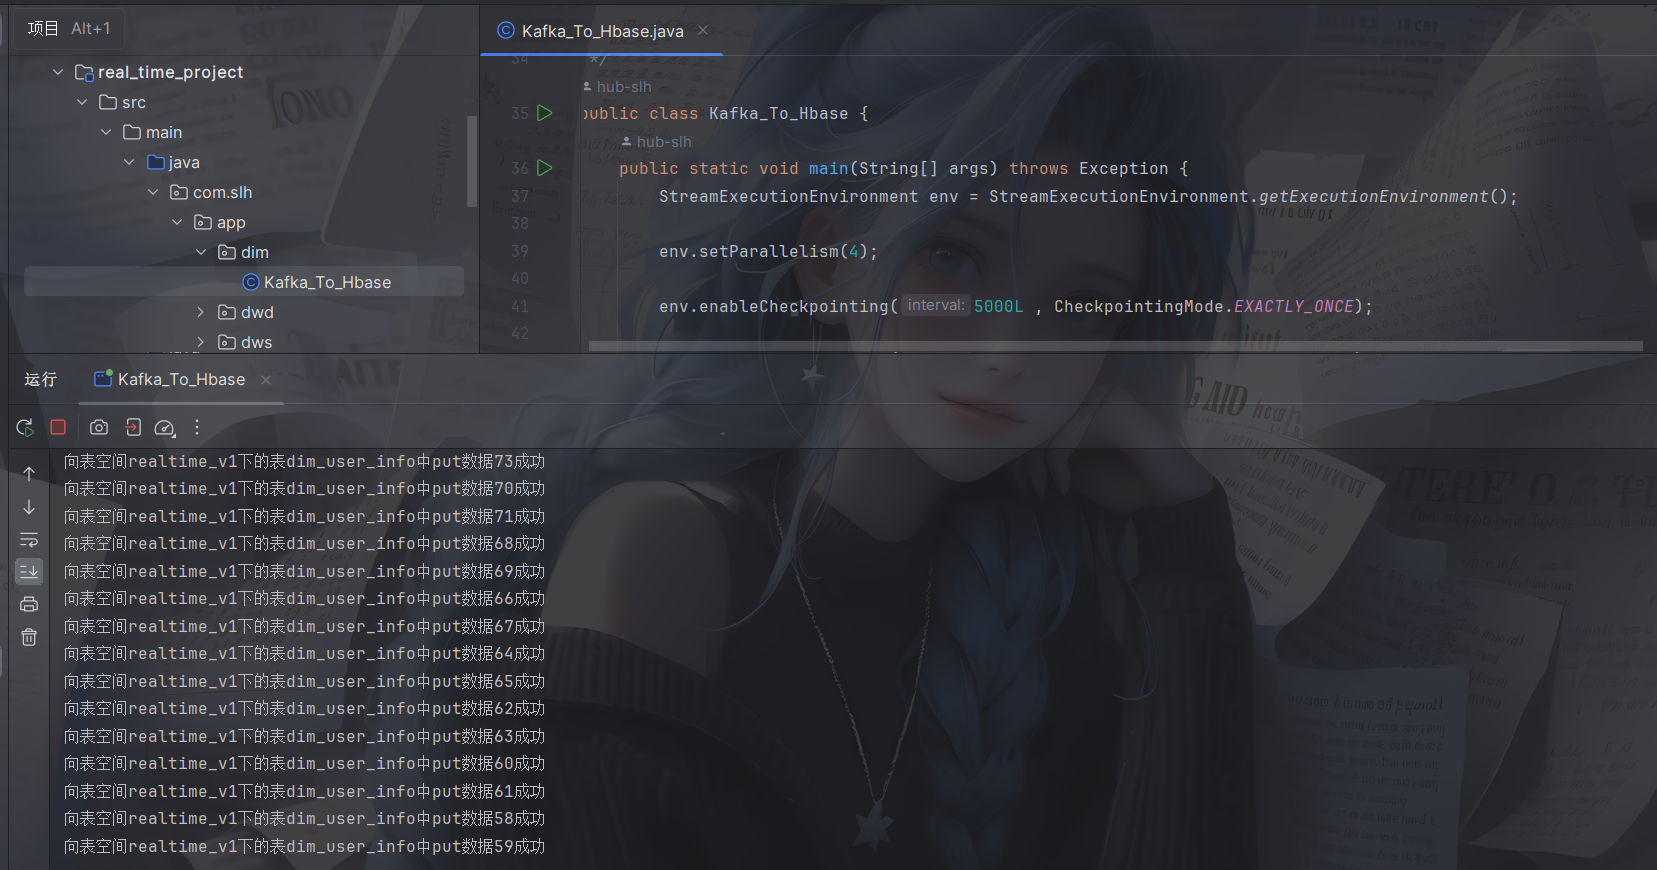 项目 Alt+1
real_time_project
src
main
java
com.slh
app
dim
Kafka_To_Hbase
dwd
dws
Kafka_To_Hbase.java
34 */
hub-slh
35 public class Kafka_To_Hbase {
hub-slh
36 public static void main(String[] args) throws Exception {
37 StreamExecutionEnvironment env = StreamExecutionEnvironment.getExecutionEnvironment();
38
39 env.setParallelism(4);
40
41 env.enableCheckpointing( interval: 5000L , CheckpointingMode.EXACTLY_ONCE);
42
运行 Kafka_To_Hbase
向表空间realtime_v1下的表dim_user_info中put数据73成功
向表空间realtime_v1下的表dim_user_info中put数据70成功
向表空间realtime_v1下的表dim_user_info中put数据71成功
向表空间realtime_v1下的表dim_user_info中put数据68成功
向表空间realtime_v1下的表dim_user_info中put数据69成功
向表空间realtime_v1下的表dim_user_info中put数据66成功
向表空间realtime_v1下的表dim_user_info中put数据67成功
向表空间realtime_v1下的表dim_user_info中put数据64成功
向表空间realtime_v1下的表dim_user_info中put数据65成功
向表空间realtime_v1下的表dim_user_info中put数据62成功
向表空间realtime_v1下的表dim_user_info中put数据63成功
向表空间realtime_v1下的表dim_user_info中put数据60成功
向表空间realtime_v1下的表dim_user_info中put数据61成功
向表空间realtime_v1下的表dim_user_info中put数据58成功
向表空间realtime_v1下的表dim_user_info中put数据59成功